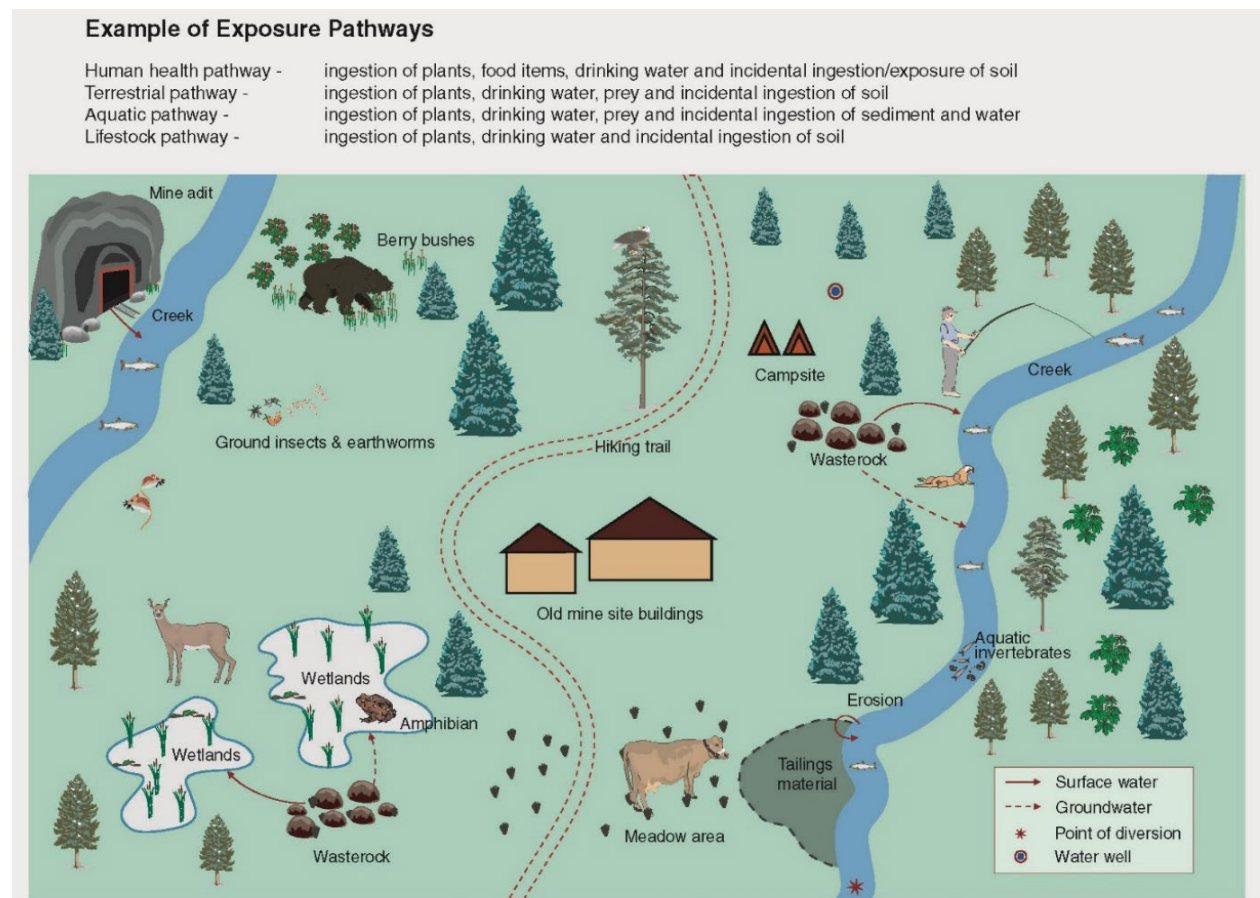 Example of Exposure Pathways
Human health pathway - ingestion of plants, food items, drinking water and incidental ingestion/exposure of soil
Terrestrial pathway - ingestion of plants, drinking water, prey and incidental ingestion of soil
Aquatic pathway - ingestion of plants, drinking water, prey and incidental ingestion of sediment and water
Lifestock pathway - ingestion of plants, drinking water and incidental ingestion of soil
Mine adit
Berry bushes
Creek
Campsite
Creek
Ground insects & earthworms
Hiking trail
Wasterock
Old mine site buildings
Aquatic
invertebrates
Wetlands
Amphibian
Erosion
Wetlands
Tailings
material
Meadow area
Wasterock
Surface water
Groundwater
Point of diversion
Water well